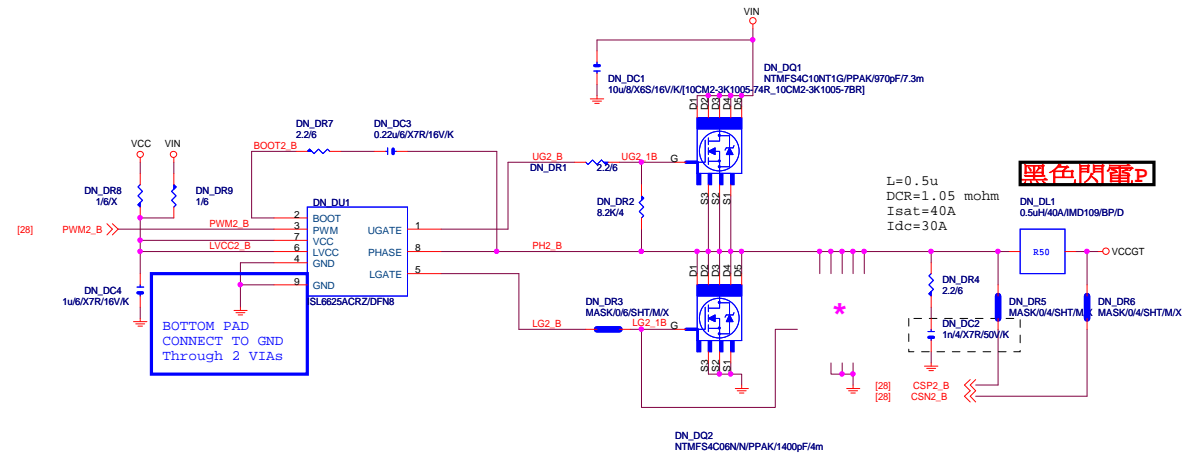 VIN
DN_DQ1
NTMFS4C10NT1G/PPAK/970pF/7.3m
DN_DC1
10u/8/X6S/16V/K/[10CM2-3K1005-74R_10CM2-3K1005-7BR]
D1 D2 D3 D4 D5
G
S3 S2 S1
DN_DR7
2.2/6
DN_DC3
0.22u/6/X7R/16V/K
BOOT2_B
VCC
VIN
DN_DR8
1/6/X
DN_DR9
1/6
UG2_B
DN_DR1
2.2/6
UG2_1B
DN_DR2
8.2K/4
DN_DU1
2 BOOT
3 PWM
7 VCC
6 LVCC
4 GND
9 GND
UGATE 1
PHASE 8
LGATE 5
SL6625ACRZ/DFN8
[28] PWM2_B
PWM2_B
LVCC2_B
PH2_B
DN_DC4
1u/6/X7R/16V/K
BOTTOM PAD
CONNECT TO GND
Through 2 VIAs
DN_DR3
MASK/0/6/SHT/M/X
LG2_B
LG2_1B
D1 D2 D3 D4 D5
G
S3 S2 S1
DN_DQ2
NTMFS4C06N/N/PPAK/1400pF/4m
*
L=0.5u
DCR=1.05 mohm
Isat=40A
Idc=30A
黑色閃雷P
DN_DL1
0.5uH/40A/IMD109/BP/D
R50
VCCGT
DN_DR4
2.2/6
DN_DC2
1n/4/X7R/50V/K
DN_DR5
MASK/0/4/SHT/M/X
DN_DR6
MASK/0/4/SHT/M/X
[28] CSP2_B
[28] CSN2_B